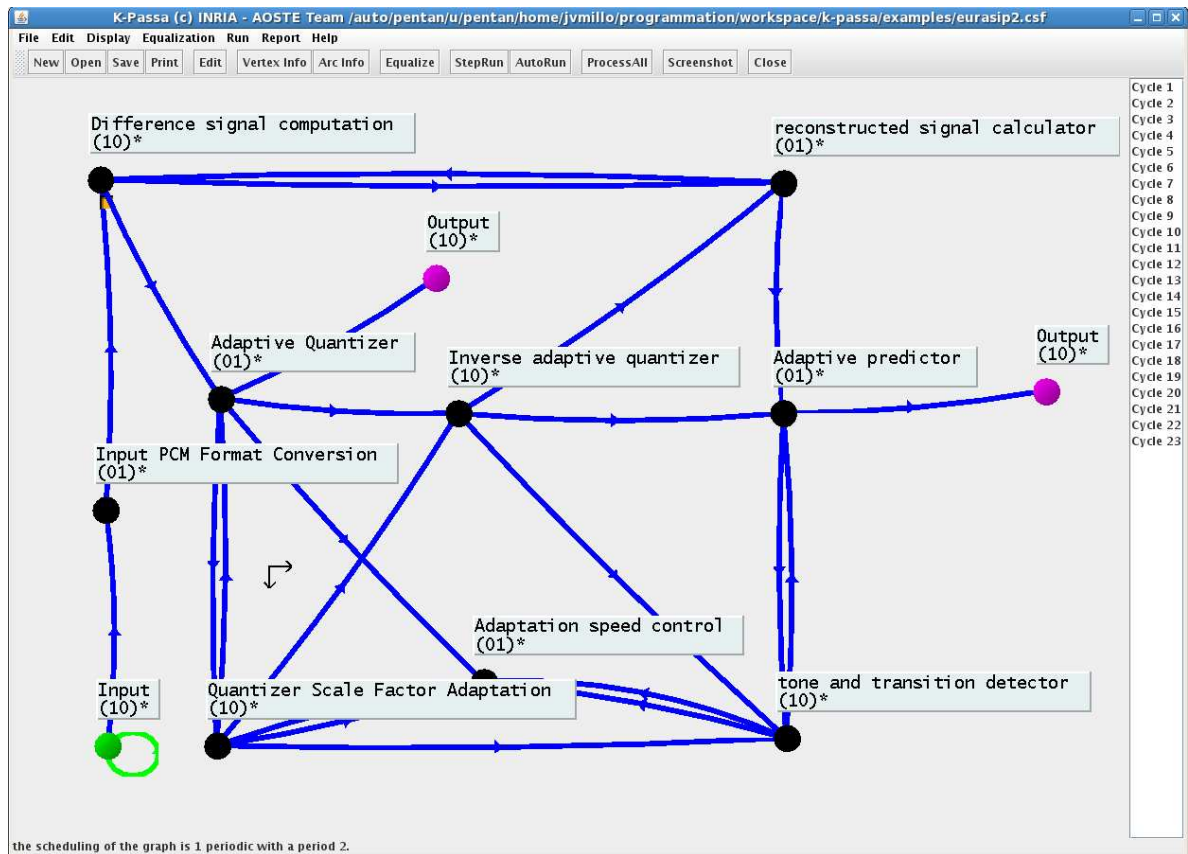 K-Passa (c) INRIA - AOSTE Team /auto/pentan/u/pentan/home/jvmillo/programmation/workspace/k-passa/examples/eurasip2.csf
File Edit Display Equalization Run Report Help
New Open Save Print Edit Vertex Info Arc Info Equalize StepRun AutoRun ProcessAll Screenshot Close
Difference signal computation
(10)*
reconstructed signal calculator
(01)*
Output
(10)*
Adaptive Quantizer
(01)*
Inverse adaptive quantizer
(10)*
Adaptive predictor
(01)*
Output
(10)*
Input PCM Format Conversion
(01)*
Adaptation speed control
(01)*
Input
(10)*
Quantizer Scale Factor Adaptation
(10)*
tone and transition detector
(10)*
Cycle 1
Cycle 2
Cycle 3
Cycle 4
Cycle 5
Cycle 6
Cycle 7
Cycle 8
Cycle 9
Cycle 10
Cycle 11
Cycle 12
Cycle 13
Cycle 14
Cycle 15
Cycle 16
Cycle 17
Cycle 18
Cycle 19
Cycle 20
Cycle 21
Cycle 22
Cycle 23
the scheduling of the graph is 1 periodic with a period 2.